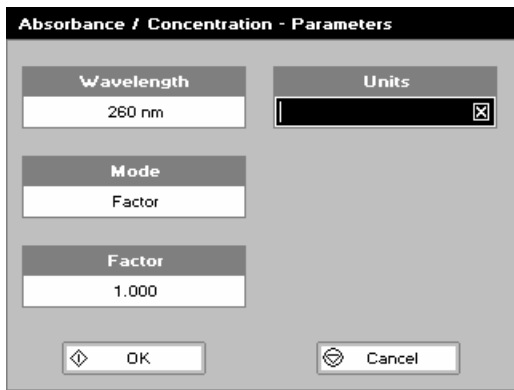 Absorbance / Concentration - Parameters
Wavelength
260 nm
Units
Mode
Factor
Factor
1.000
OK
Cancel